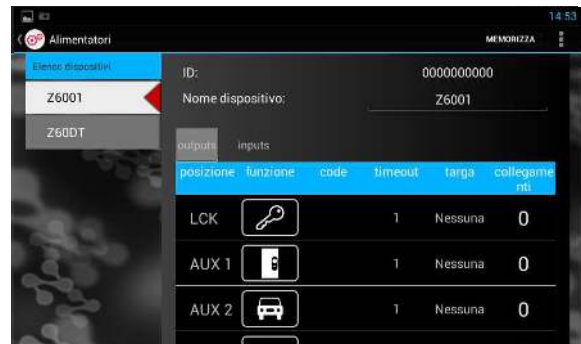 14:53
Alimentatori
MEMORIZZA
Elenco dispositivi
ID: 0000000000
Z6001
Nome dispositivo: Z6001
Z60DT
outputs inputs
posizione funzione code timeout targa collegame
nti
LCK 1 Nessuna 0
AUX 1 1 Nessuna 0
AUX 2 1 Nessuna 0